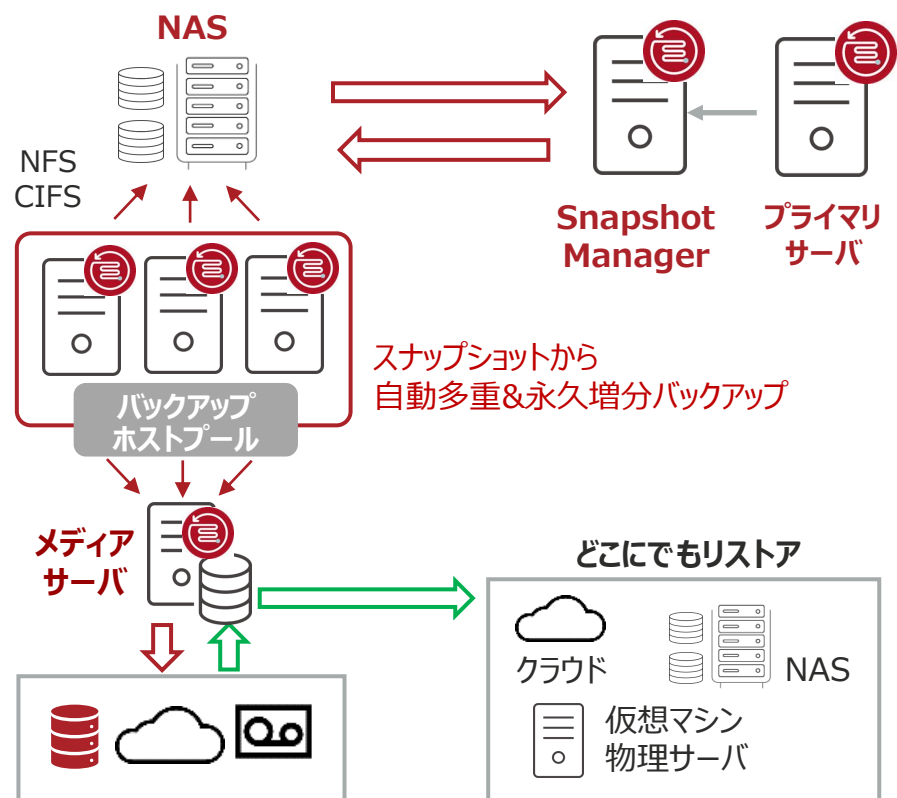 NAS
NFS
CIFS
Snapshot
Manager
プライマリ
サーバ
スナップショットから
自動多重&永久増分バックアップ
バックアップ
ホストプール
メディア
サーバ
どこにでもリストア
クラウド
NAS
仮想マシン
物理サーバ